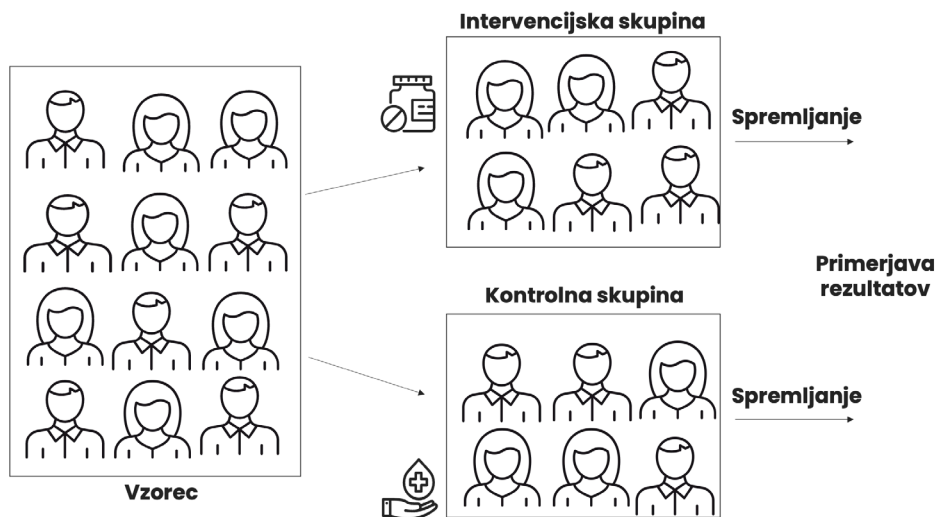 Intervencijska skupina
Spremljanje
Primerjava
rezultatov
Kontrolna skupina
Spremljanje
Vzorec